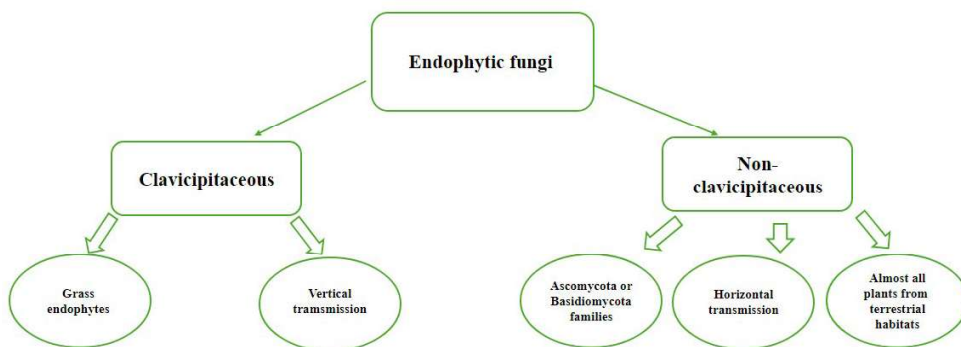 Endophytic fungi
Clavicipitaceous
Non-
clavicipitaceous
Grass
endophytes
Vertical
tramsmission
Ascomycota or
Basidiomycota
families
Horizontal
transmission
Almost all
plants from
terrestrial
habitats